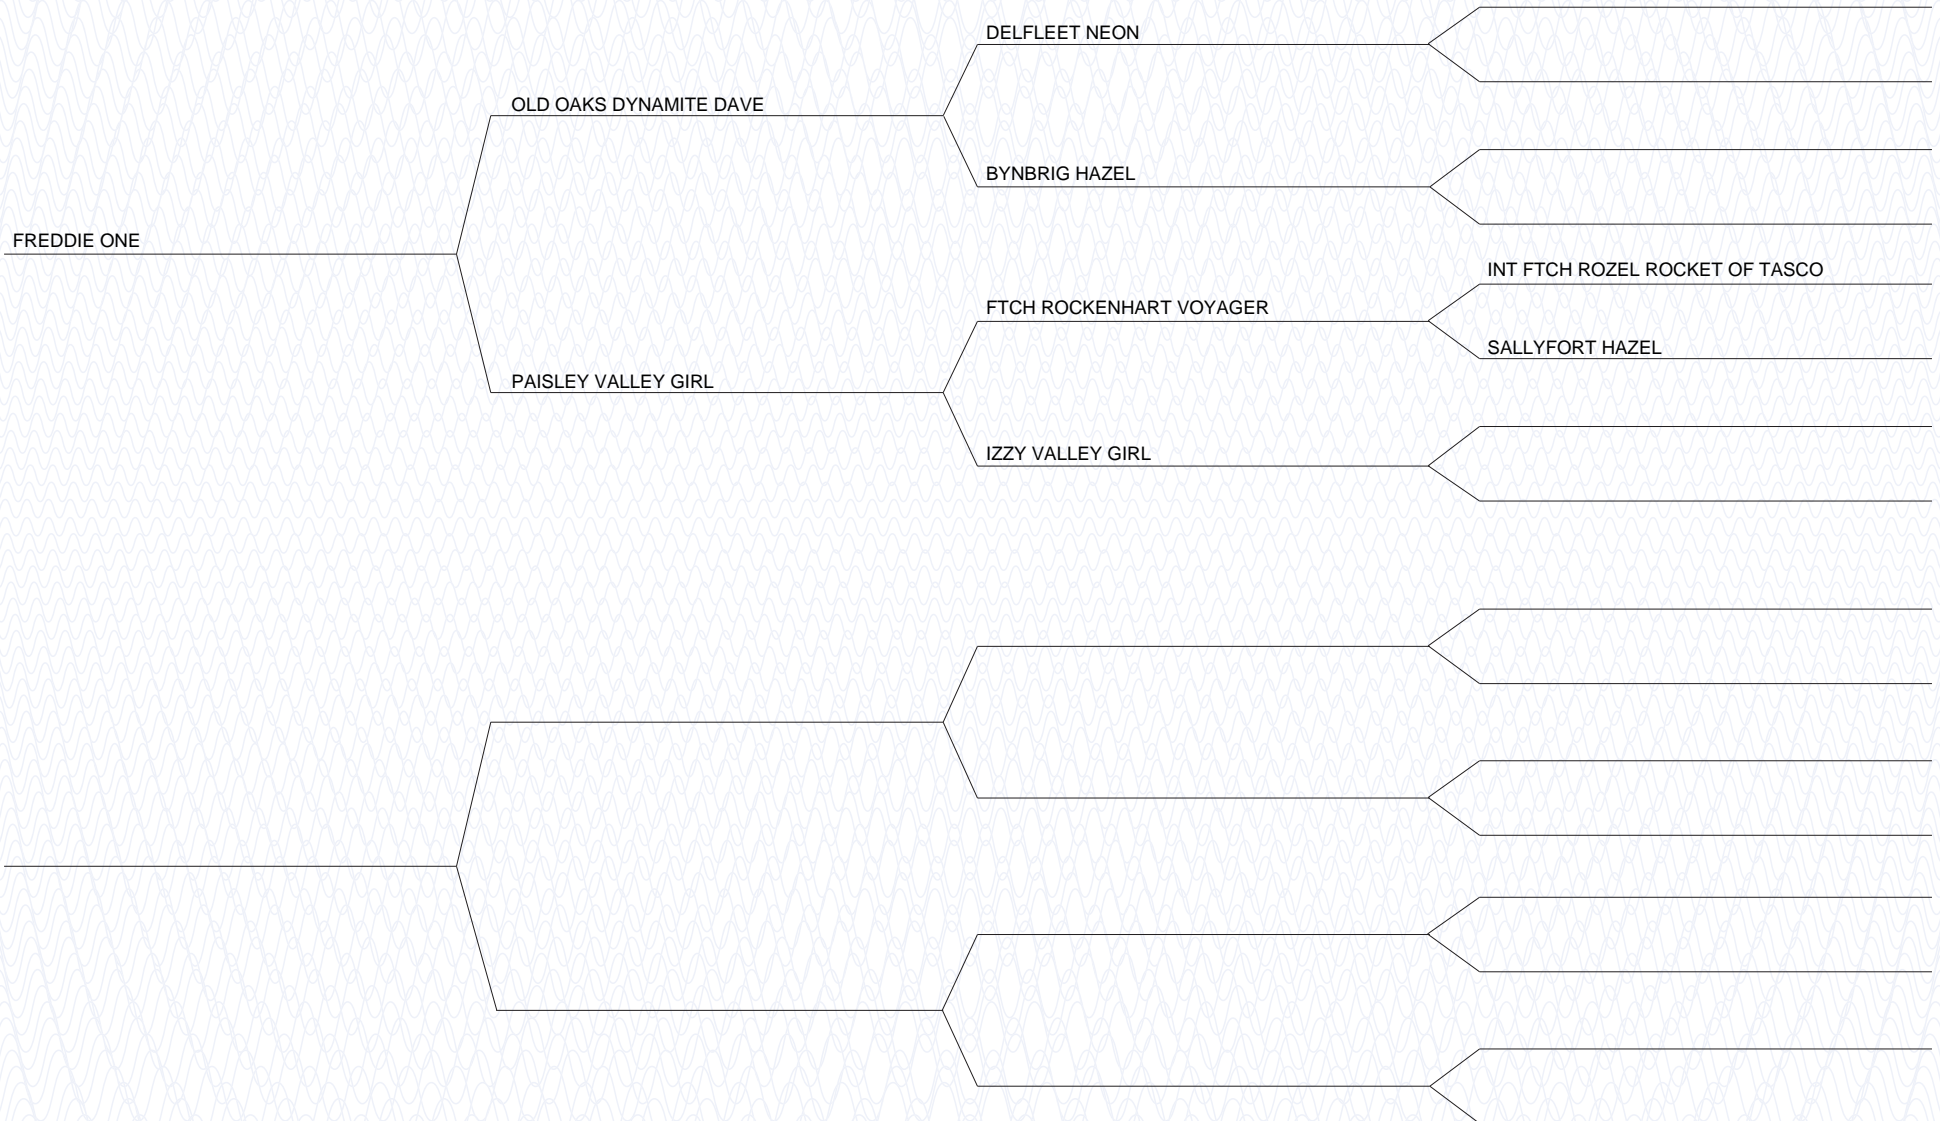 DELFLEET NEON
OLD OAKS DYNAMITE DAVE
BYNBRIG HAZEL
FREDDIE ONE
INT FTCH ROZEL ROCKET OF TASCO
FTCH ROCKENHART VOYAGER
SALLYFORT HAZEL
PAISLEY VALLEY GIRL
IZZY VALLEY GIRL